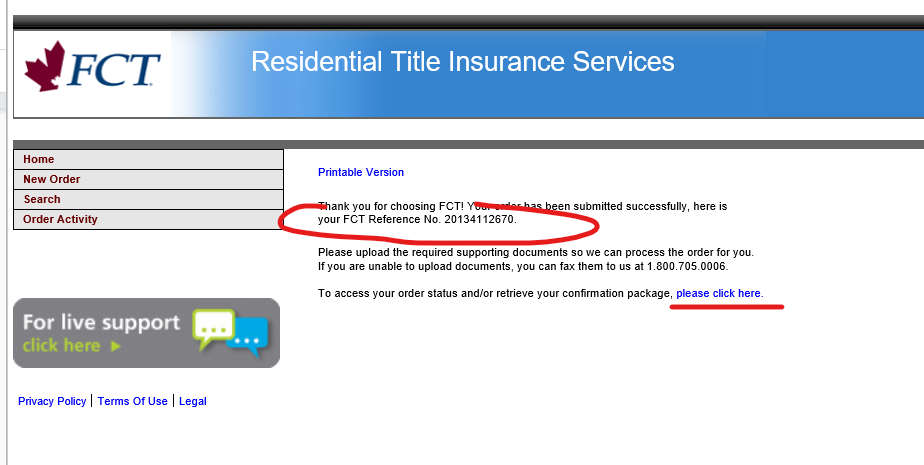 FCT
Residential Title Insurance Services
Home
New Order
Search
Order Activity
Printable Version
Thank you for choosing FCT! Your order has been submitted successfully, here is
your FCT Reference No. 20134112670.
Please upload the required supporting documents so we can process the order for you.
If you are unable to upload documents, you can fax them to us at 1.800.705.0006.
To access your order status and/or retrieve your confirmation package, please click here.
For live support
click here
Privacy Policy | Terms Of Use | Legal